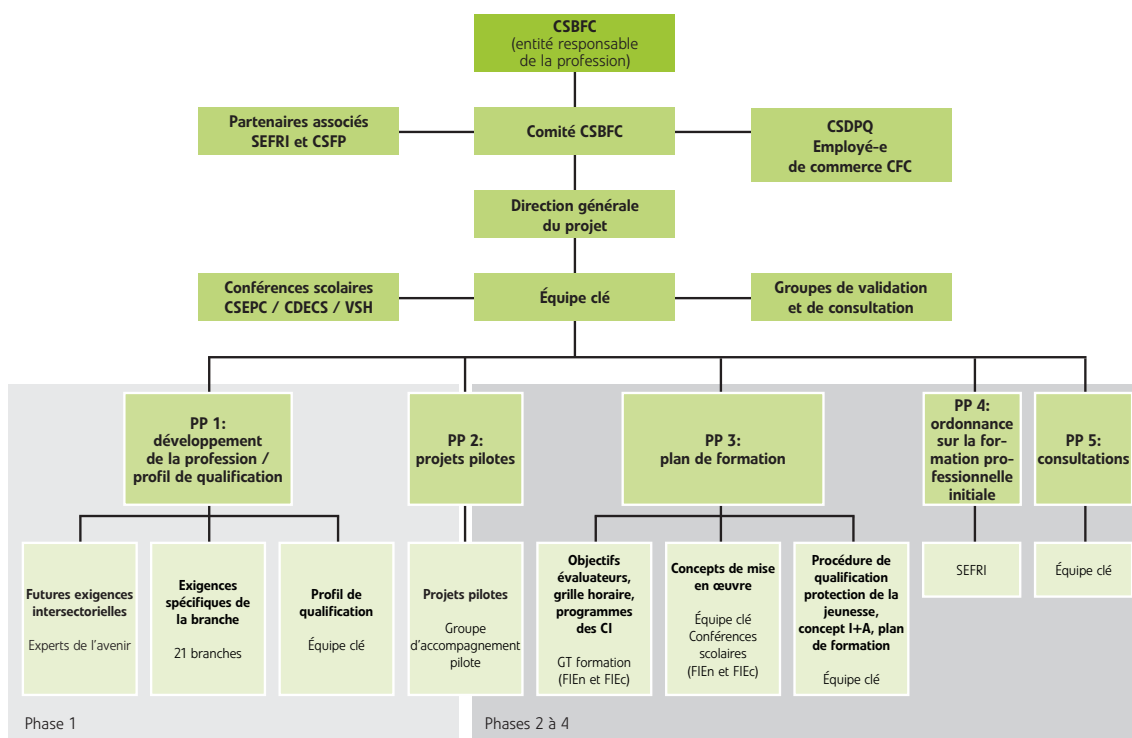 CSBFC
(entité responsable
de la profession)
Partenaires associés
SEFRI et CSFP
Comité CSBFC
CSDPQ
Employé-e
de commerce CFC
Direction générale
du projet
Conférences scolaires
CSEPC / CDECS / VSH
Équipe clé
Groupes de validation
et de consultation
PP 1:
développement
de la profession /
profil de qualification
PP 2:
projets pilotes
PP 3:
plan de formation
PP 4:
ordonnance
sur la for-
mation pro-
fessionnelle
initiale
PP 5:
consultations
Futures exigences
intersectorielles
Experts de l'avenir
Exigences
spécifiques de
la branche
21 branches
Profil de
qualification
Équipe clé
Projets pilotes
Groupe
d'accompagnement
pilote
Objectifs
évaluateurs,
grille horaire,
programmes
des CI
GT formation
(FIEn et FIEc)
Concepts de mise
en œuvre
Équipe clé
Conférences
scolaires
(FIEn et FIEc)
Procédure de
qualification
protection de la
jeunesse,
concept I+A, plan
de formation
Équipe clé
SEFRI
Équipe clé
Phase 1
Phases 2 à 4